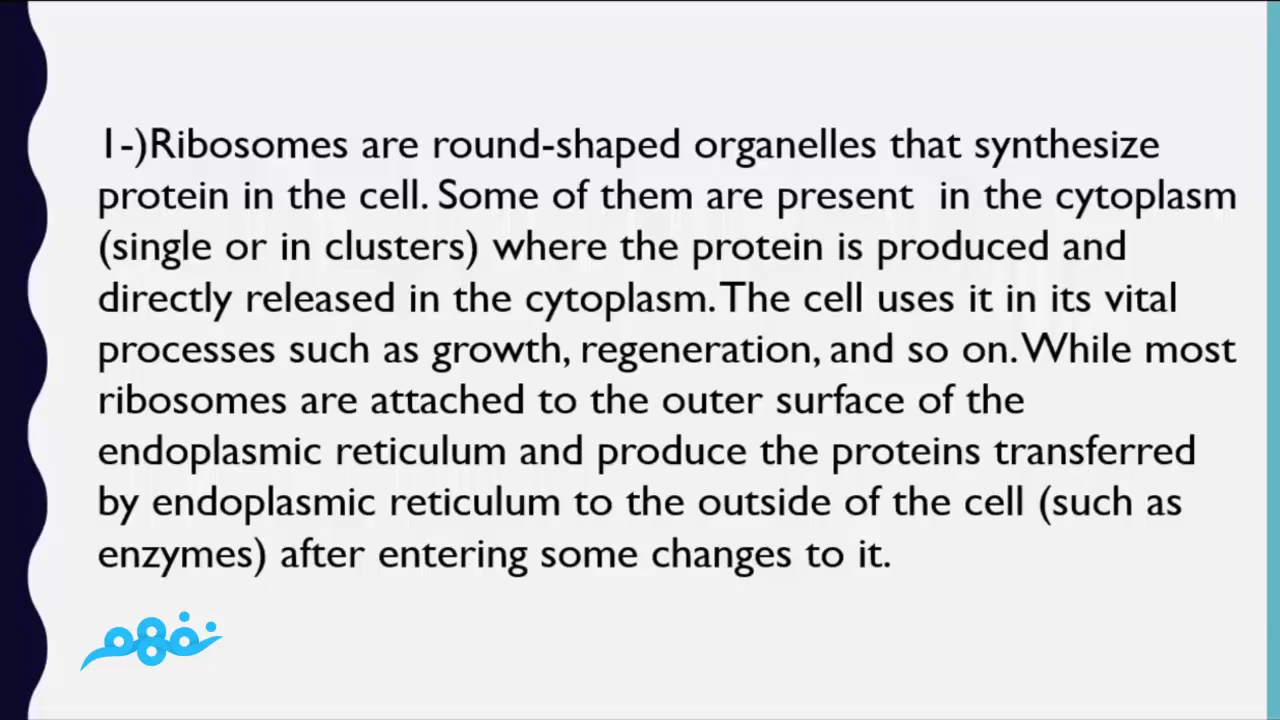 1-)Ribosomes are round-shaped organelles that synthesize
protein in the cell. Some of them are present  in the cytoplasm
(single or in clusters) where the protein is produced and
directly released in the cytoplasm. The cell uses it in its vital
processes such as growth, regeneration, and so on. While most
ribosomes are attached to the outer surface of the
endoplasmic reticulum and produce the proteins transferred
by endoplasmic reticulum to the outside of the cell (such as
enzymes) after entering some changes to it.
نفهم